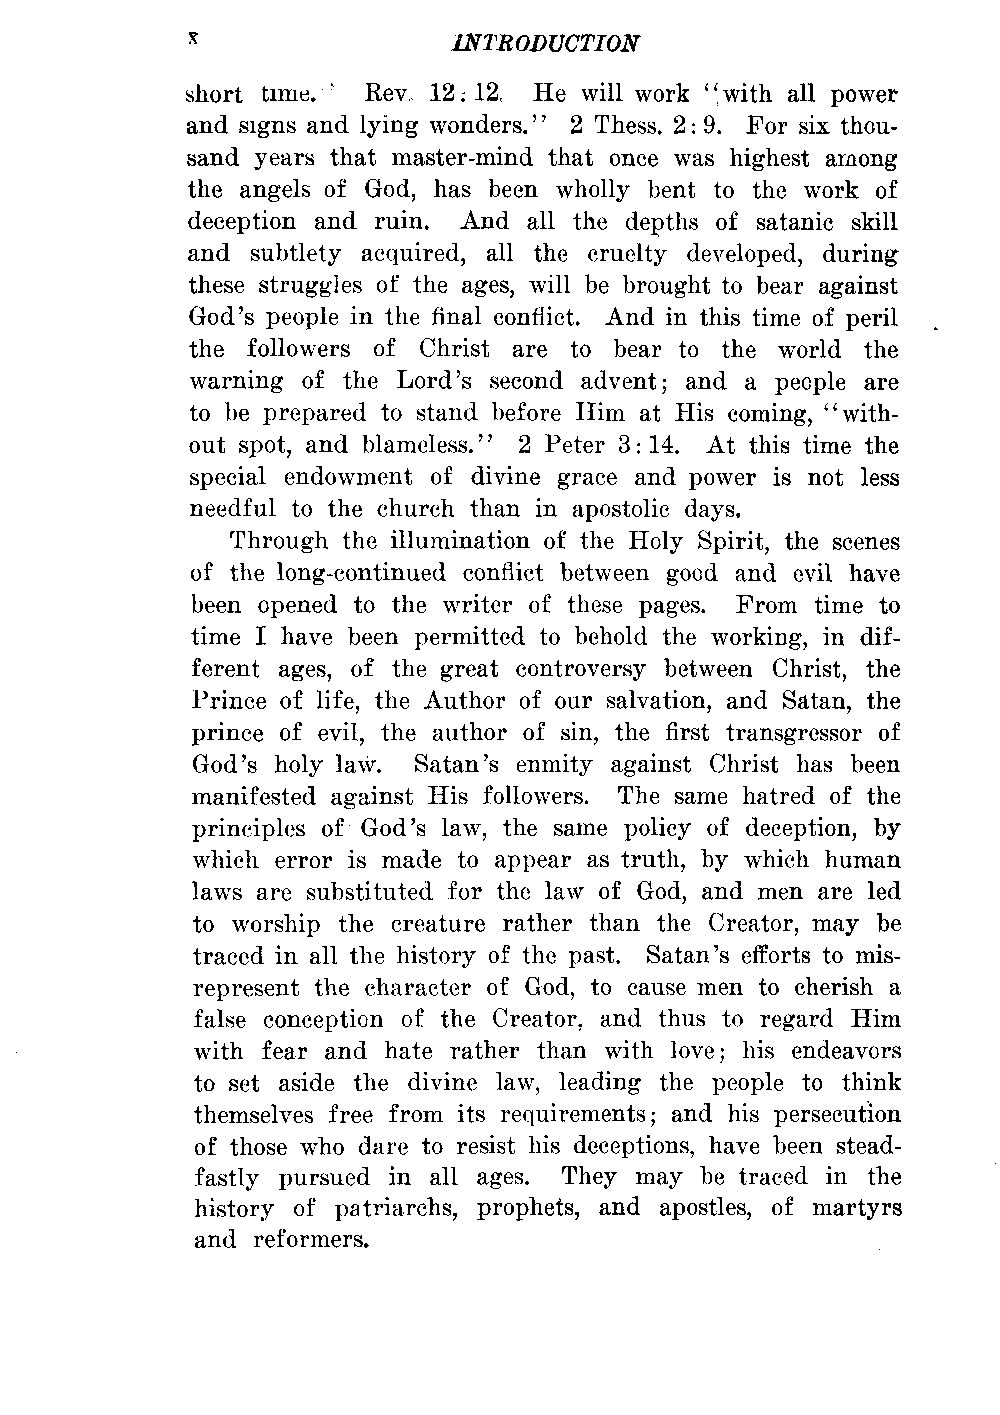 x INTRODUCTION
short time.' Rev. 12:12. He will work "with all power
and signs and lying wonders." 2 Thess. 2:9. For six thou-
sand years that master-mind that once was highest among
the angels of God, has been wholly bent to the work of
deception and ruin. And all the depths of satanic skill
and subtlety acquired, all the cruelty developed, during
these struggles of the ages, will be brought to bear against
God's people in the final conflict. And in this time of peril
the followers of Christ are to bear to the world the
warning of the Lord's second advent; and a people are
to be prepared to stand before Him at His coming, "with-
out spot, and blameless." 2 Peter 3:14. At this time the
special endowment of divine grace and power is not less
needful to the church than in apostolic days.
Through the illumination of the Holy Spirit, the scenes
of the long-continued conflict between good and evil have
been opened to the writer of these pages. From time to
time I have been permitted to behold the working, in dif-
ferent ages, of the great controversy between Christ, the
Prince of life, the Author of our salvation, and Satan, the
prince of evil, the author of sin, the first transgressor of
God's holy law. Satan's enmity against Christ has been
manifested against His followers. The same hatred of the
principles of God's law, the same policy of deception, by
which error is made to appear as truth, by which human
laws are substituted for the law of God, and men are led
to worship the creature rather than the Creator, may be
traced in all the history of the past. Satan's efforts to mis-
represent the character of God, to cause men to cherish a
false conception of the Creator, and thus to regard Him
with fear and hate rather than with love; his endeavors
to set aside the divine law, leading the people to think
themselves free from its requirements; and his persecution
of those who dare to resist his deceptions, have been stead-
fastly pursued in all ages. They may be traced in the
history of patriarchs, prophets, and apostles, of martyrs
and reformers.